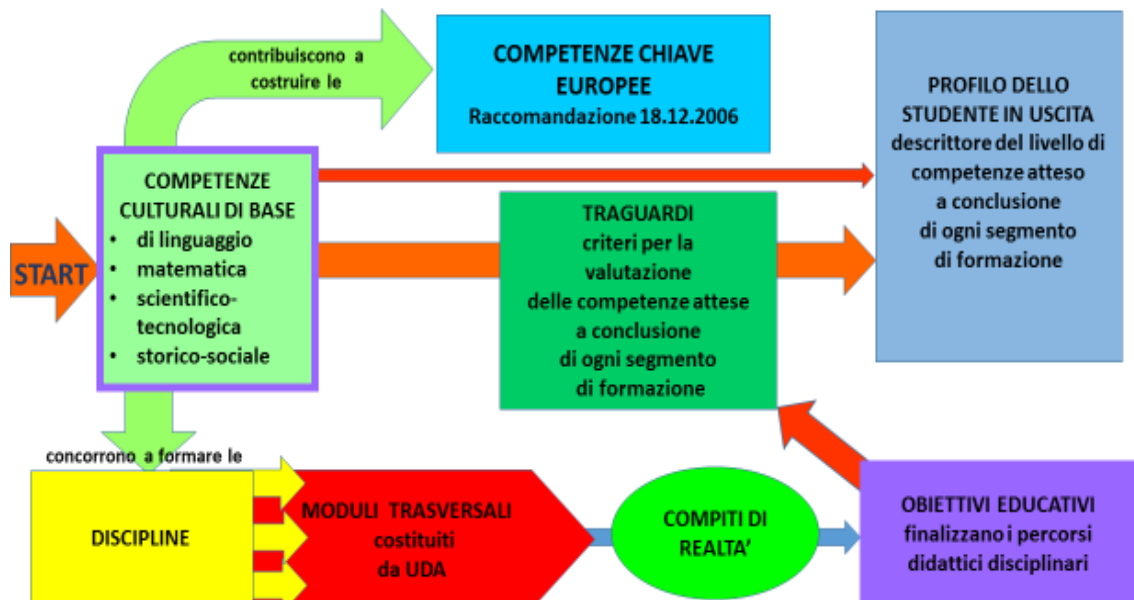 contribuiscono a
costruire le
COMPETENZE CHIAVE
EUROPEE
Raccomandazione 18.12.2006
PROFILO DELLO
STUDENTE IN USCITA
descrittore del livello di
competenze atteso
a conclusione
di ogni segmento
di formazione
START
COMPETENZE
CULTURALI DI BASE
• di linguaggio
• matematica
• scientifico-
tecnologica
• storico-sociale
TRAGUARDI
criteri per la
valutazione
delle competenze attese
a conclusione
di ogni segmento
di formazione
concorrono a formare le
DISCIPLINE
MODULI TRASVERSALI
costituiti
da UDA
COMPITI DI
REALTA’
OBIETTIVI EDUCATIVI
finalizzano i percorsi
didattici disciplinari